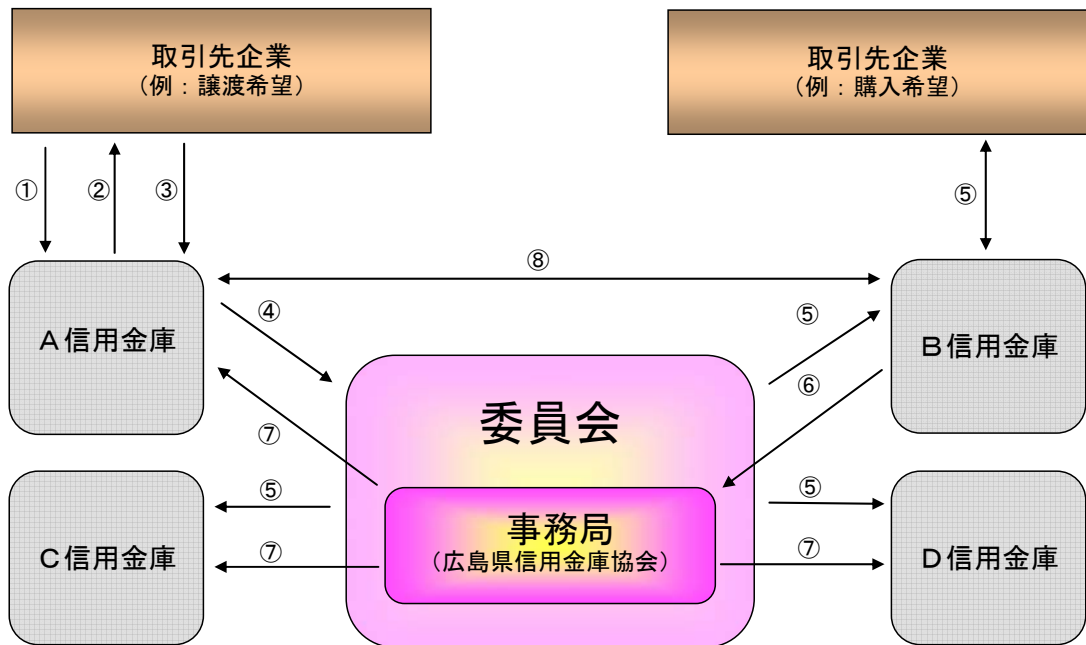 取引先企業
（例：譲渡希望）
取引先企業
（例：購入希望）
①
②
③
⑤
⑧
A信用金庫
④
⑤
B信用金庫
⑥
委員会
⑦
⑤
⑤
C信用金庫
事務局
（広島県信用金庫協会）
D信用金庫
⑦
⑦